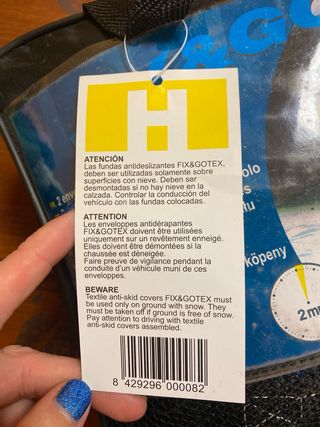 GO
H
ATENCIÓN
Las fundas antideslizantes FIX&GOTEX,
deben ser utilizadas solamente sobre
superficies con nieve. Deben ser
desmontadas si no hay nieve en la
calzada. Controlar la conducción del
vehículo con las fundas colocadas.
ATTENTION
Les enveloppes antidérapantes
FIX&GOTEX doivent être utilisées
uniquement sur un revêtement enneigé.
Elles doivent être démontées si la
chaussée est déneigée.
Faire preuve de vigilance pendant la
conduite d'un véhicule muni de ces
enveloppes.
BEWARE
Textile anti-skid covers FIX&GOTEX must
be used only on ground with snow. They
must be taken off if ground is free of snow.
Pay attention to driving with textile
anti-skid covers assembled.
8 429296 000082
FR 2
köpeny